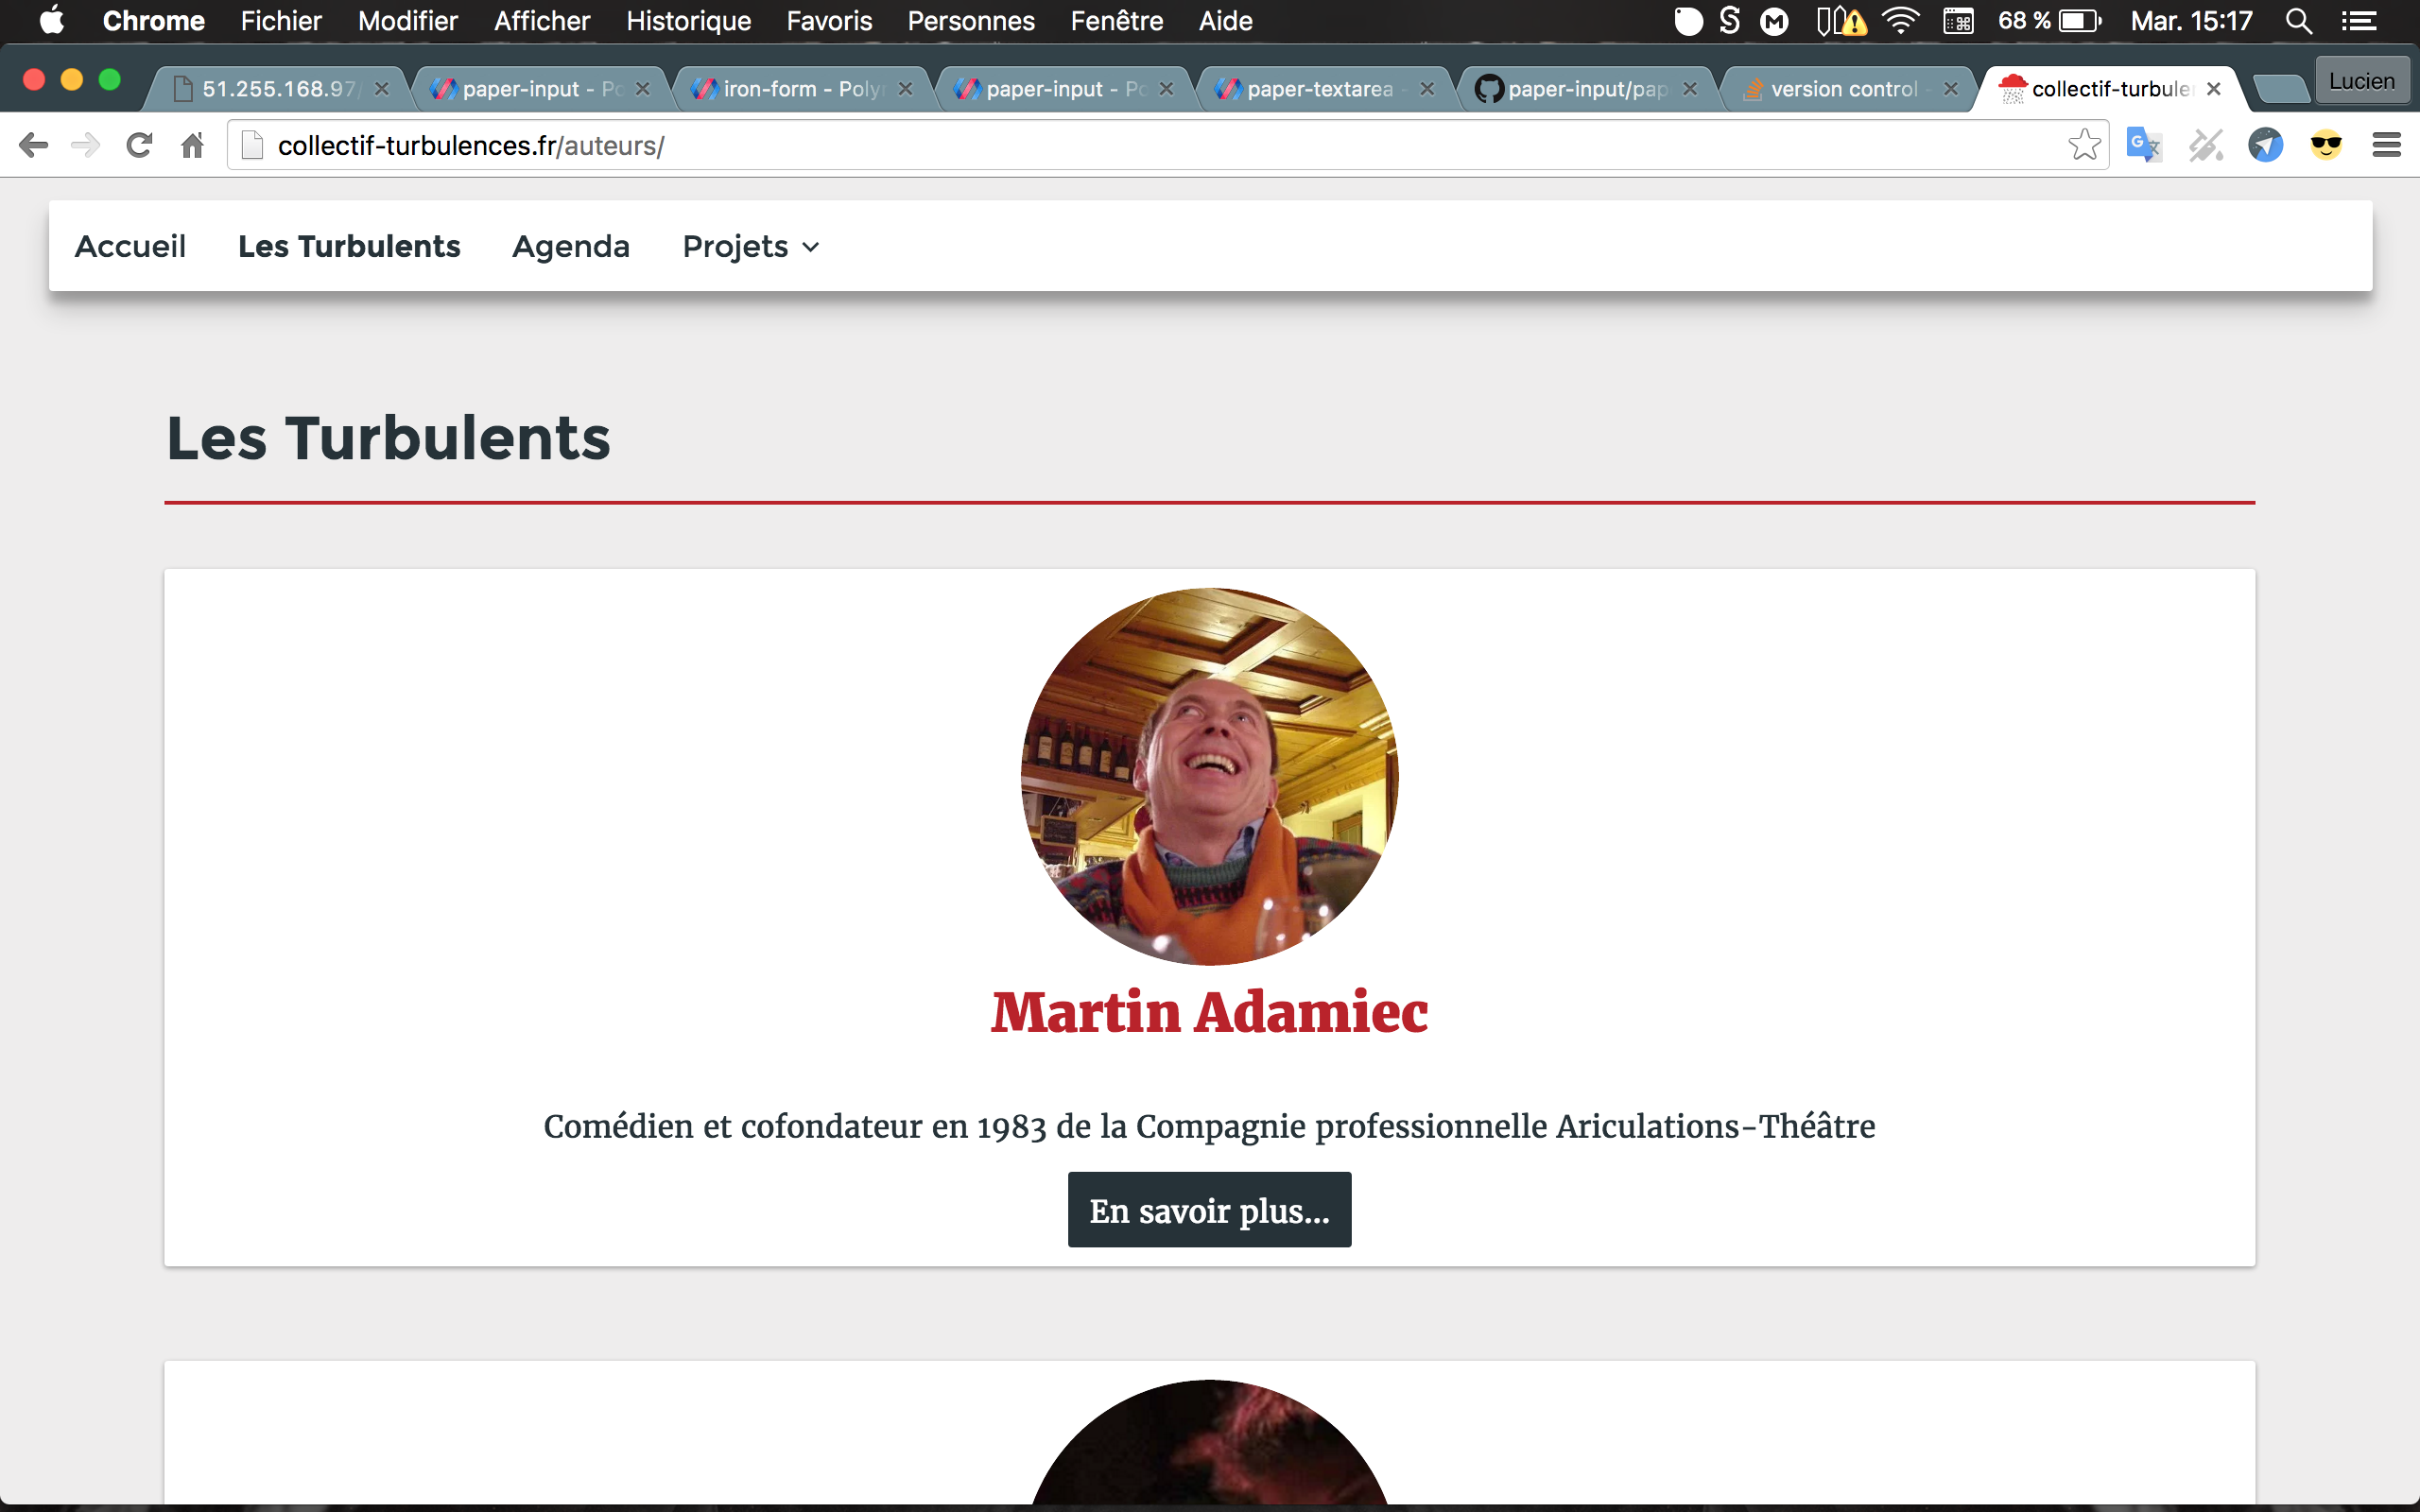 Chrome Fichier Modifier Afficher Historique Favoris Personnes Fenêtre Aide 68 % Mar. 15:17
51.255.168.97/ paper-input - Po iron-form - Polyr paper-input - Po paper-textarea - paper-input/pap version control - collectif-turbuler Lucien
collectif-turbulences.fr/auteurs/
Accueil Les Turbulents Agenda Projets
Les Turbulents
Martin Adamiec
Comédien et cofondateur en 1983 de la Compagnie professionnelle Ariculations-Théâtre
En savoir plus...